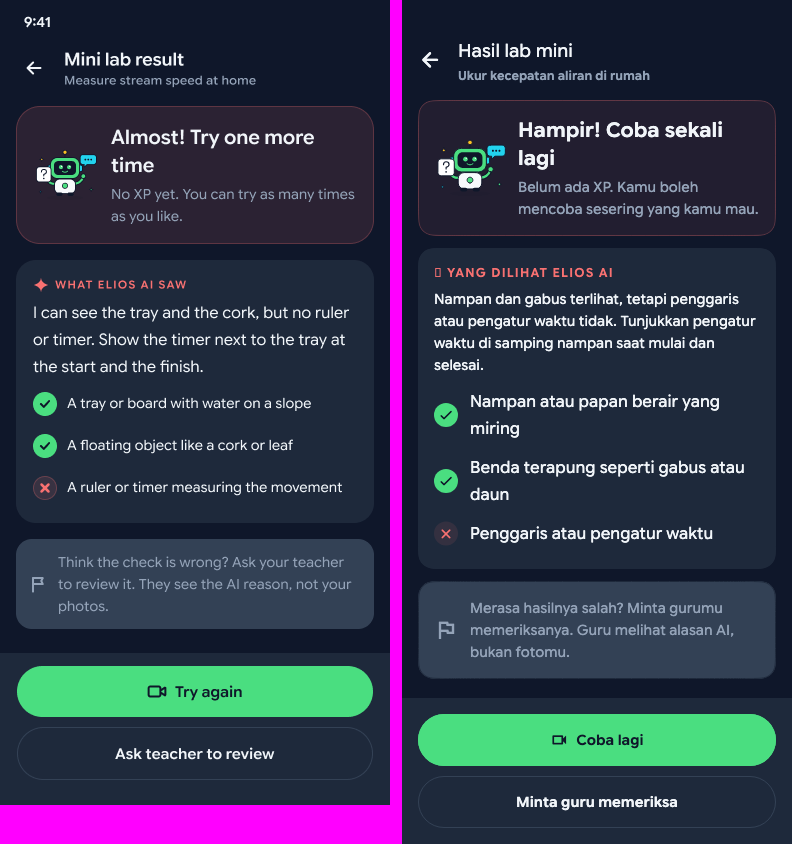 9:41
Mini lab result
Measure stream speed at home
Almost! Try one more
time
No XP yet. You can try as many times
as you like.
?
WHAT ELIOS AI SAW
I can see the tray and the cork, but no ruler
or timer. Show the timer next to the tray at
the start and the finish.
A tray or board with water on a slope
A floating object like a cork or leaf
A ruler or timer measuring the movement
Think the check is wrong? Ask your teacher
to review it. They see the AI reason, not your
photos.
Try again
Ask teacher to review
Hasil lab mini
Ukur kecepatan aliran di rumah
Hampir! Coba sekali
lagi
Belum ada XP. Kamu boleh
mencoba sesering yang kamu mau.
?
YANG DILIHAT ELIOS AI
Nampan dan gabus terlihat, tetapi penggaris
atau pengatur waktu tidak. Tunjukkan pengatur
waktu di samping nampan saat mulai dan
selesai.
Nampan atau papan berair yang
miring
Benda terapung seperti gabus atau
daun
Penggaris atau pengatur waktu
Merasa hasilnya salah? Minta gurumu
memeriksanya. Guru melihat alasan AI,
bukan fotomu.
Coba lagi
Minta guru memeriksa